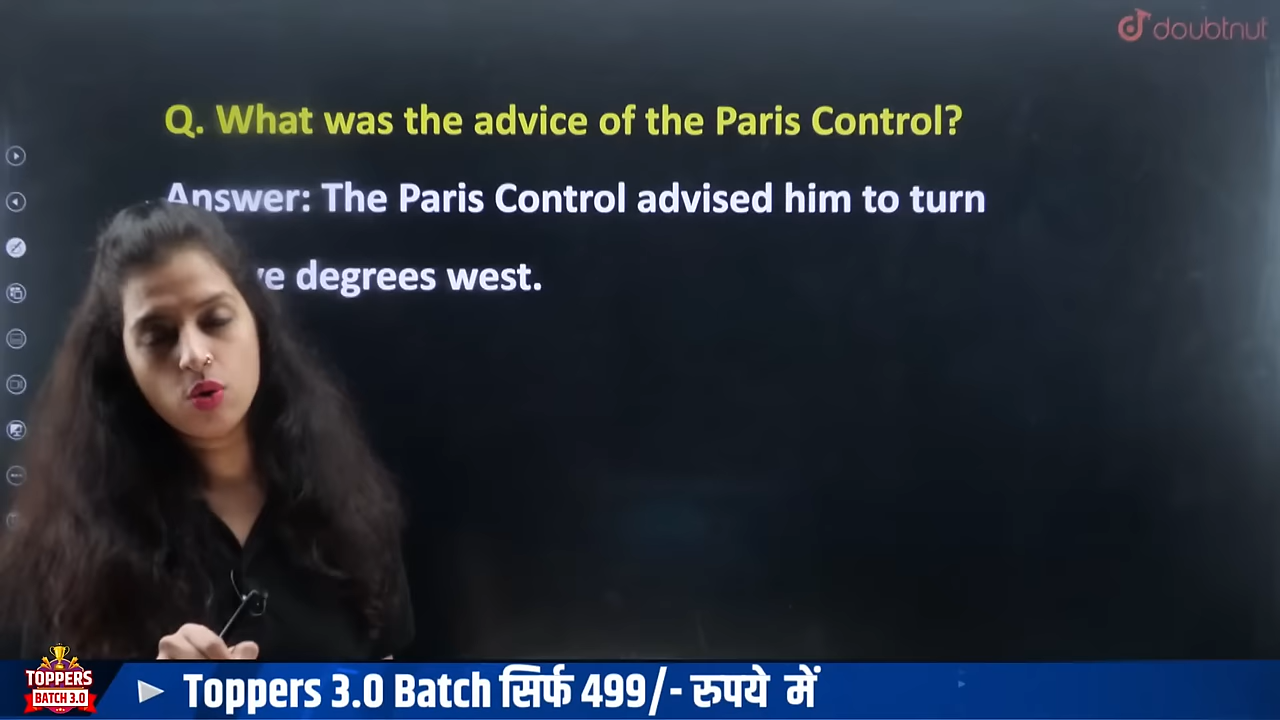 doubtnut
Q. What was the advice of the Paris Control?
Answer: The Paris Control advised him to turn
degrees west.
TOPPERS
BATCH 3.0
Toppers 3.0 Batch सिर्फ 499/- रुपये में